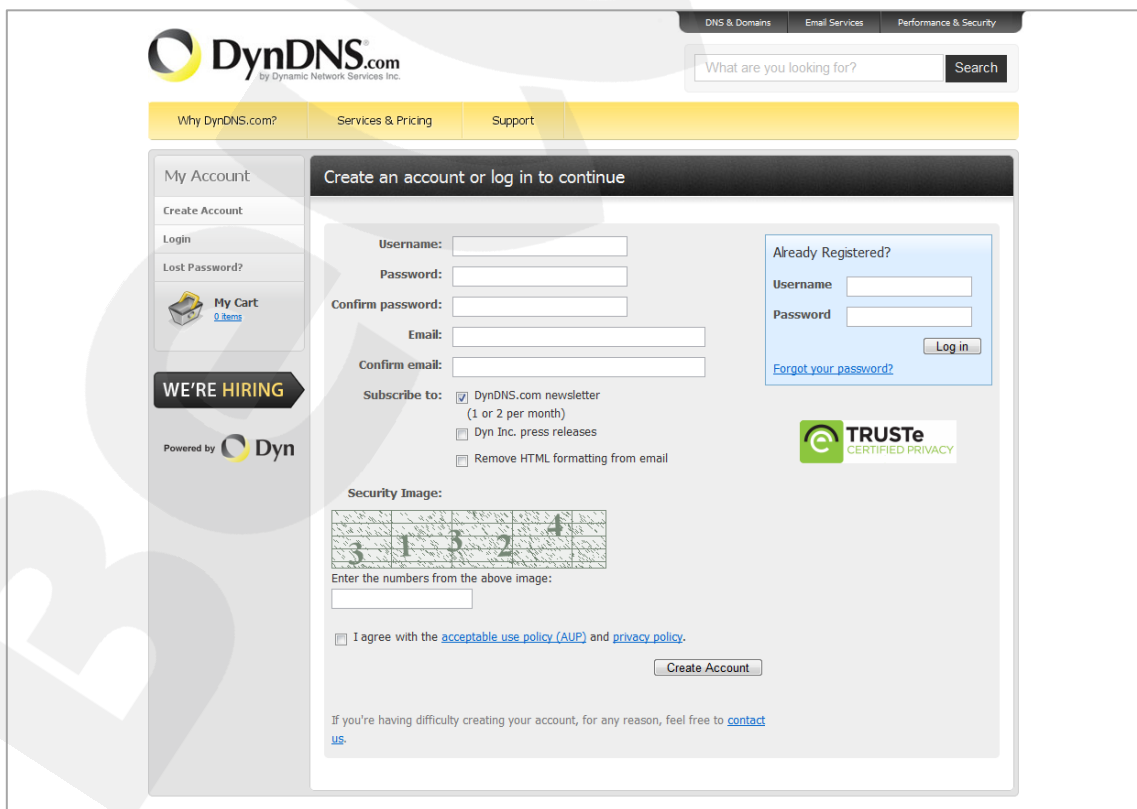 DNS & Domains Email Services Performance & Security
DynDNS.com
by Dynamic Network Services Inc.
What are you looking for? Search
Why DynDNS.com? Services & Pricing Support
My Account
Create Account
Login
Lost Password?
My Cart
0 items
WE'RE HIRING
Powered by Dyn
Create an account or log in to continue
Username:
Password:
Confirm password:
Email:
Confirm email:
Subscribe to: DynDNS.com newsletter
(1 or 2 per month)
Dyn Inc. press releases
Remove HTML formatting from email
Security Image:
3 1 3 2 4
Enter the numbers from the above image:
I agree with the acceptable use policy (AUP) and privacy policy.
Create Account
If you're having difficulty creating your account, for any reason, feel free to contact
us.
Already Registered?
Username
Password
Log in
Forgot your password?
TRUSTe
CERTIFIED PRIVACY